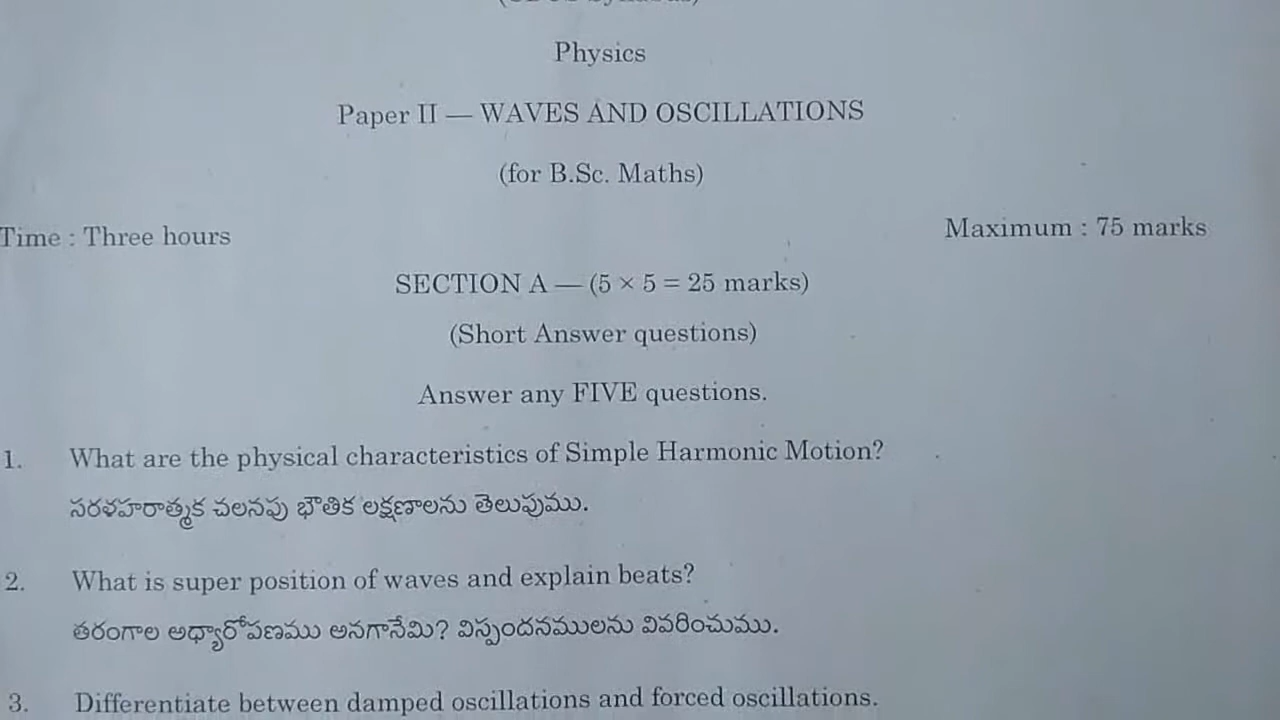 Physics
Paper II — WAVES AND OSCILLATIONS
(for B.Sc. Maths)
Time : Three hours
Maximum : 75 marks
SECTION A — (5 × 5 = 25 marks)
(Short Answer questions)
Answer any FIVE questions.
1. What are the physical characteristics of Simple Harmonic Motion?
సరళహరాత్మక చలనపు భౌతిక లక్షణాలను తెలుపుము.
2. What is super position of waves and explain beats?
తరంగాల అధ్యారోపణము అనగానేమి? విస్పందనములను వివరించుము.
3. Differentiate between damped oscillations and forced oscillations.